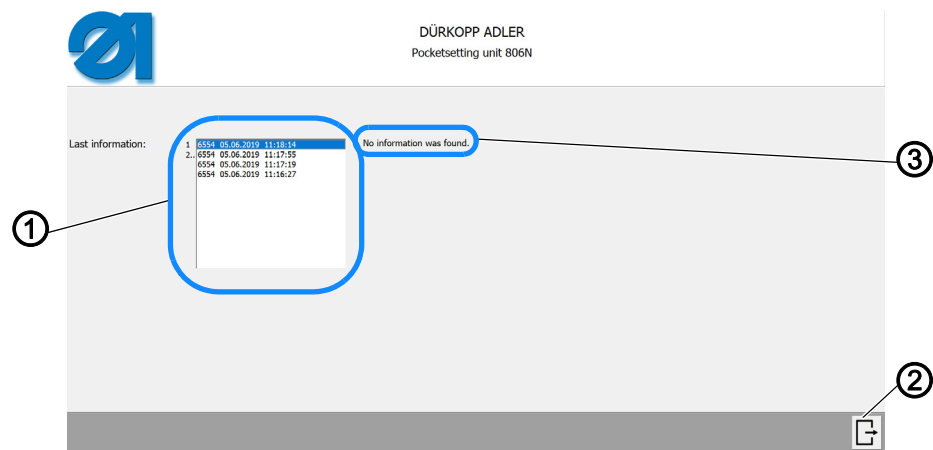 DÜRKOPP ADLER
Pocketsetting unit 806N
Last information:
1 6554 05.06.2019 11:18:14
No information was found.
2.. 6554 05.06.2019 11:17:55
6554 05.06.2019 11:17:19
6554 05.06.2019 11:16:27
3
1
2